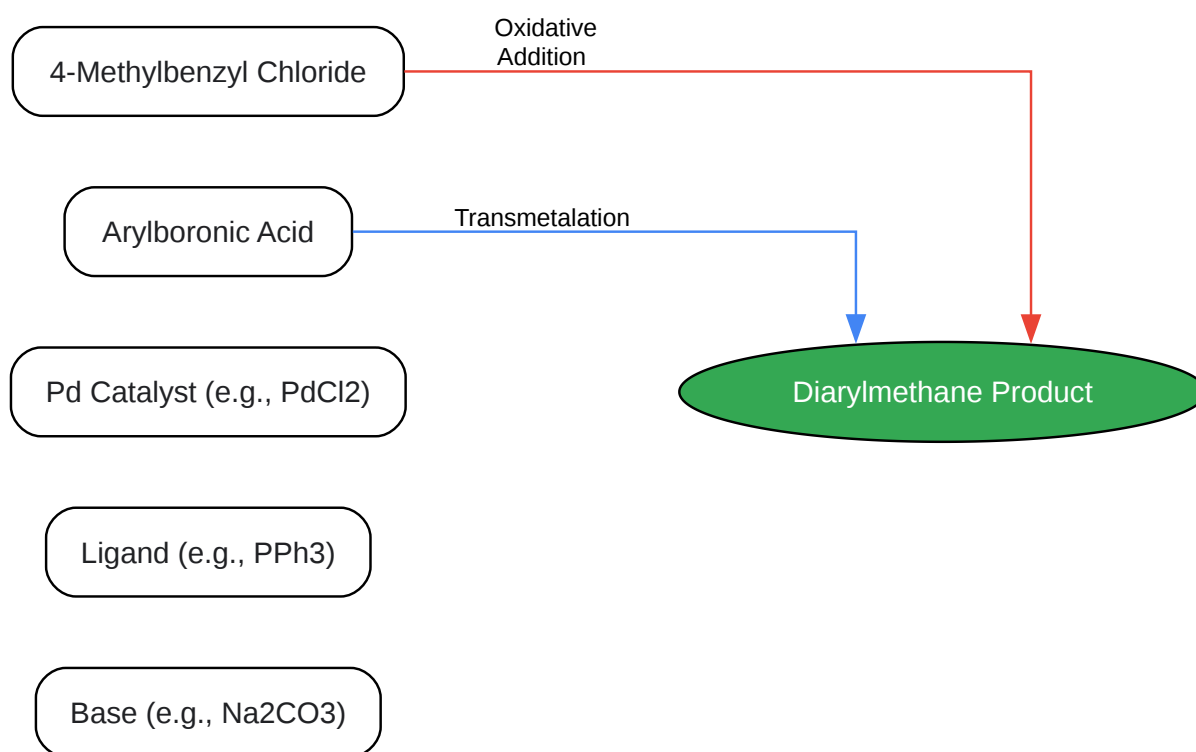 Oxidative
Addition
4-Methylbenzyl Chloride
Transmetalation
Arylboronic Acid
Pd Catalyst (e.g., PdCl2)
Diarylmethane Product
Ligand (e.g., PPh3)
Base (e.g., Na2CO3)